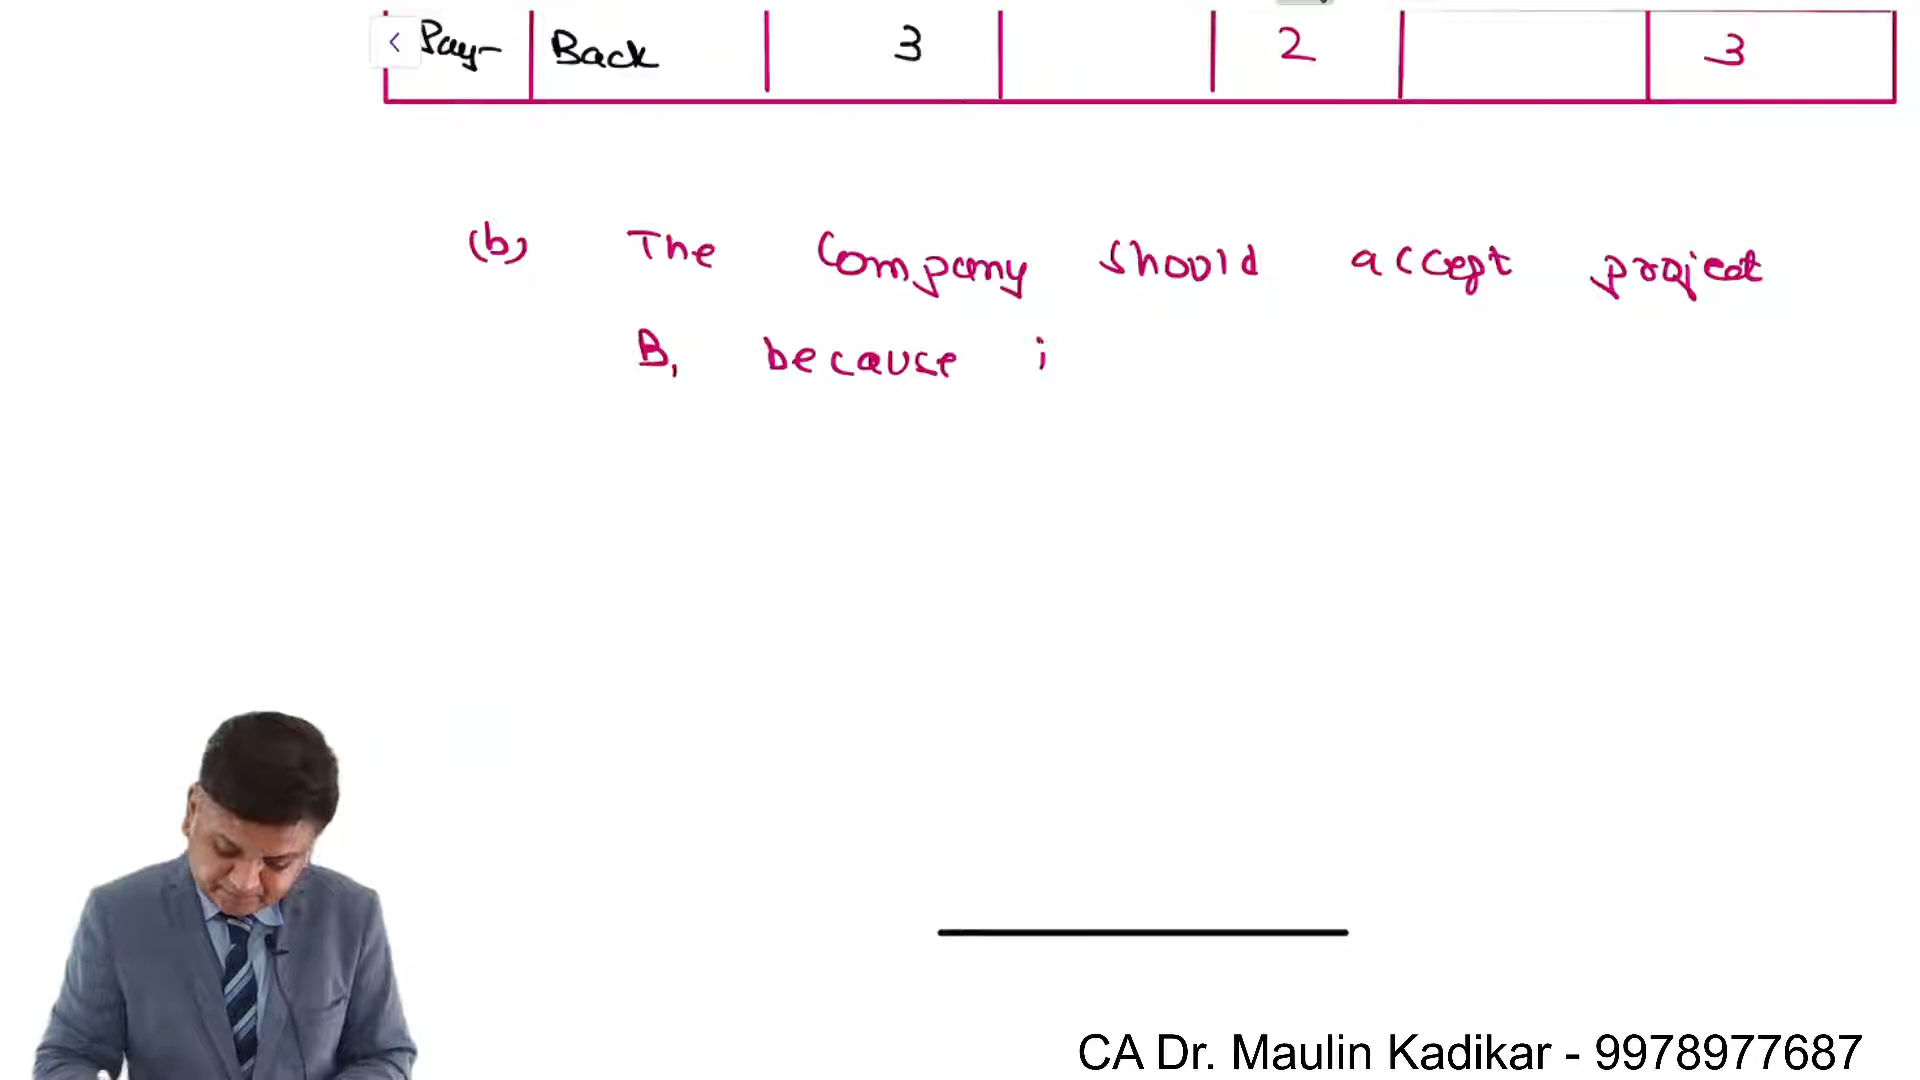 Pay- Back 3 2 3
(b) The Company should accept project
B, because i
CA Dr. Maulin Kadikar - 9978977687